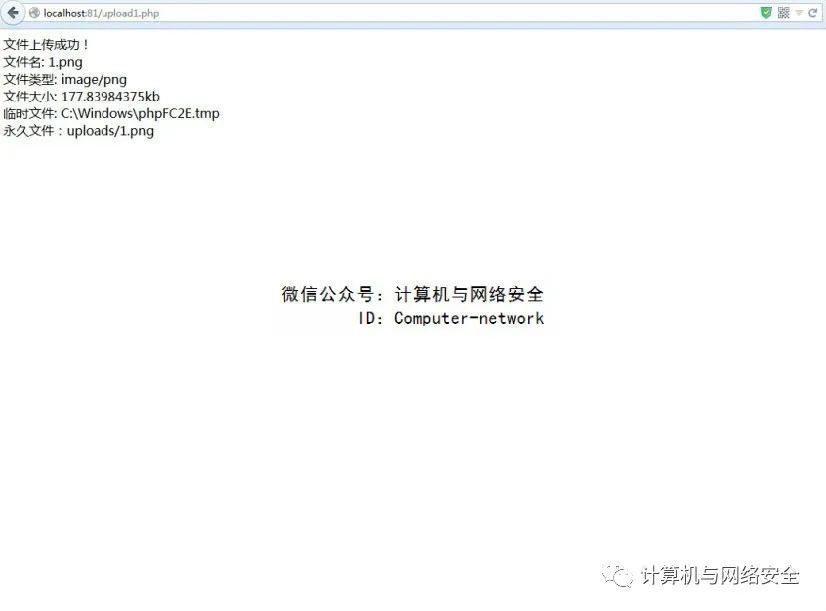 localhost:81/upload1.php
文件上传成功！
文件名: 1.png
文件类型: image/png
文件大小: 177.83984375kb
临时文件: C:\Windows\phpFC2E.tmp
永久文件：uploads/1.png
微信公众号：计算机与网络安全
ID：Computer-network
计算机与网络安全